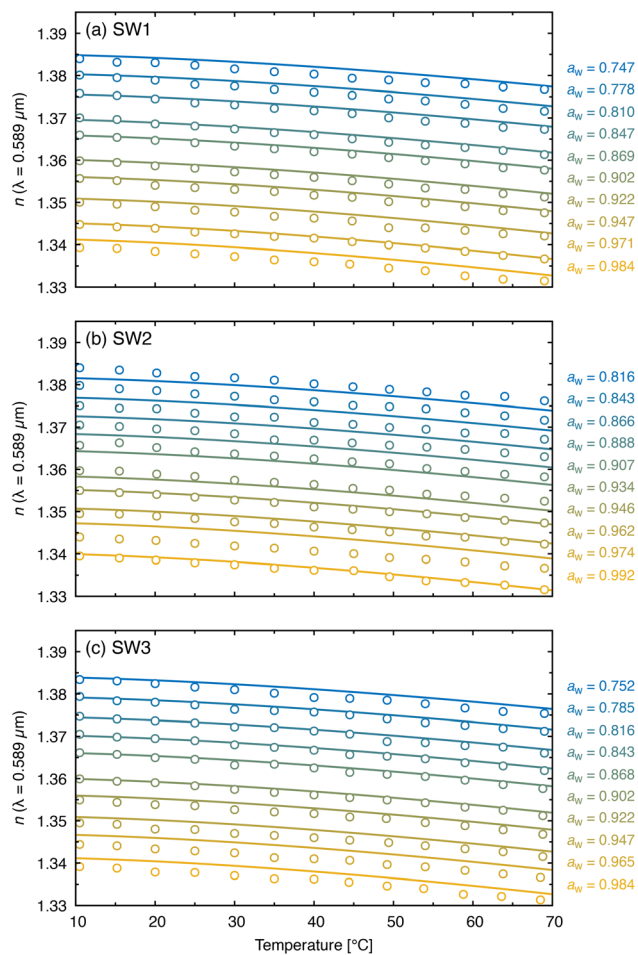 (a) SW1
n (λ = 0.589 µm)
1.39
1.38
1.37
1.36
1.35
1.34
1.33
a_w = 0.747
a_w = 0.778
a_w = 0.810
a_w = 0.847
a_w = 0.869
a_w = 0.902
a_w = 0.922
a_w = 0.947
a_w = 0.971
a_w = 0.984
(b) SW2
n (λ = 0.589 µm)
1.39
1.38
1.37
1.36
1.35
1.34
1.33
a_w = 0.816
a_w = 0.843
a_w = 0.866
a_w = 0.888
a_w = 0.907
a_w = 0.934
a_w = 0.946
a_w = 0.962
a_w = 0.974
a_w = 0.992
(c) SW3
n (λ = 0.589 µm)
1.39
1.38
1.37
1.36
1.35
1.34
1.33
a_w = 0.752
a_w = 0.785
a_w = 0.816
a_w = 0.843
a_w = 0.868
a_w = 0.902
a_w = 0.922
a_w = 0.947
a_w = 0.965
a_w = 0.984
10 20 30 40 50 60 70
Temperature [°C]